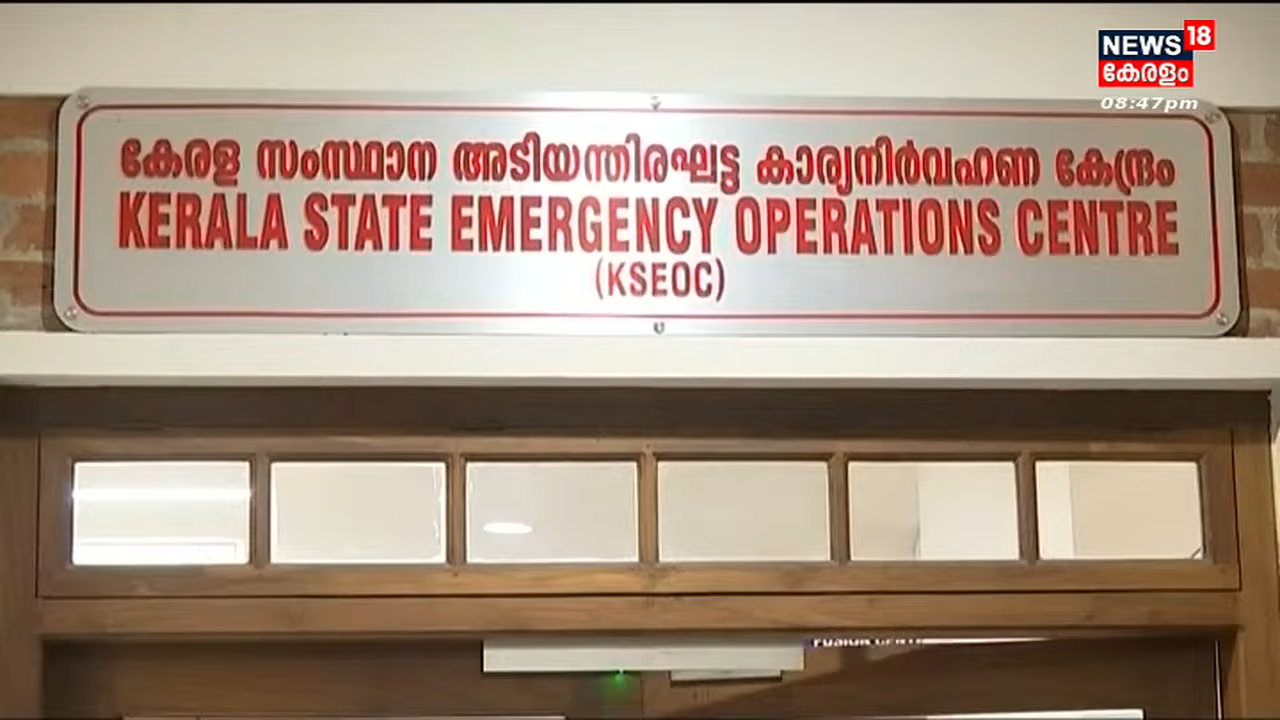 NEWS 18
കേരളം
08:47pm
കേരള സംസ്ഥാന അടിയന്തിരഘട്ട കാര്യനിർവഹണ കേന്ദ്രം
KERALA STATE EMERGENCY OPERATIONS CENTRE
(KSEOC)